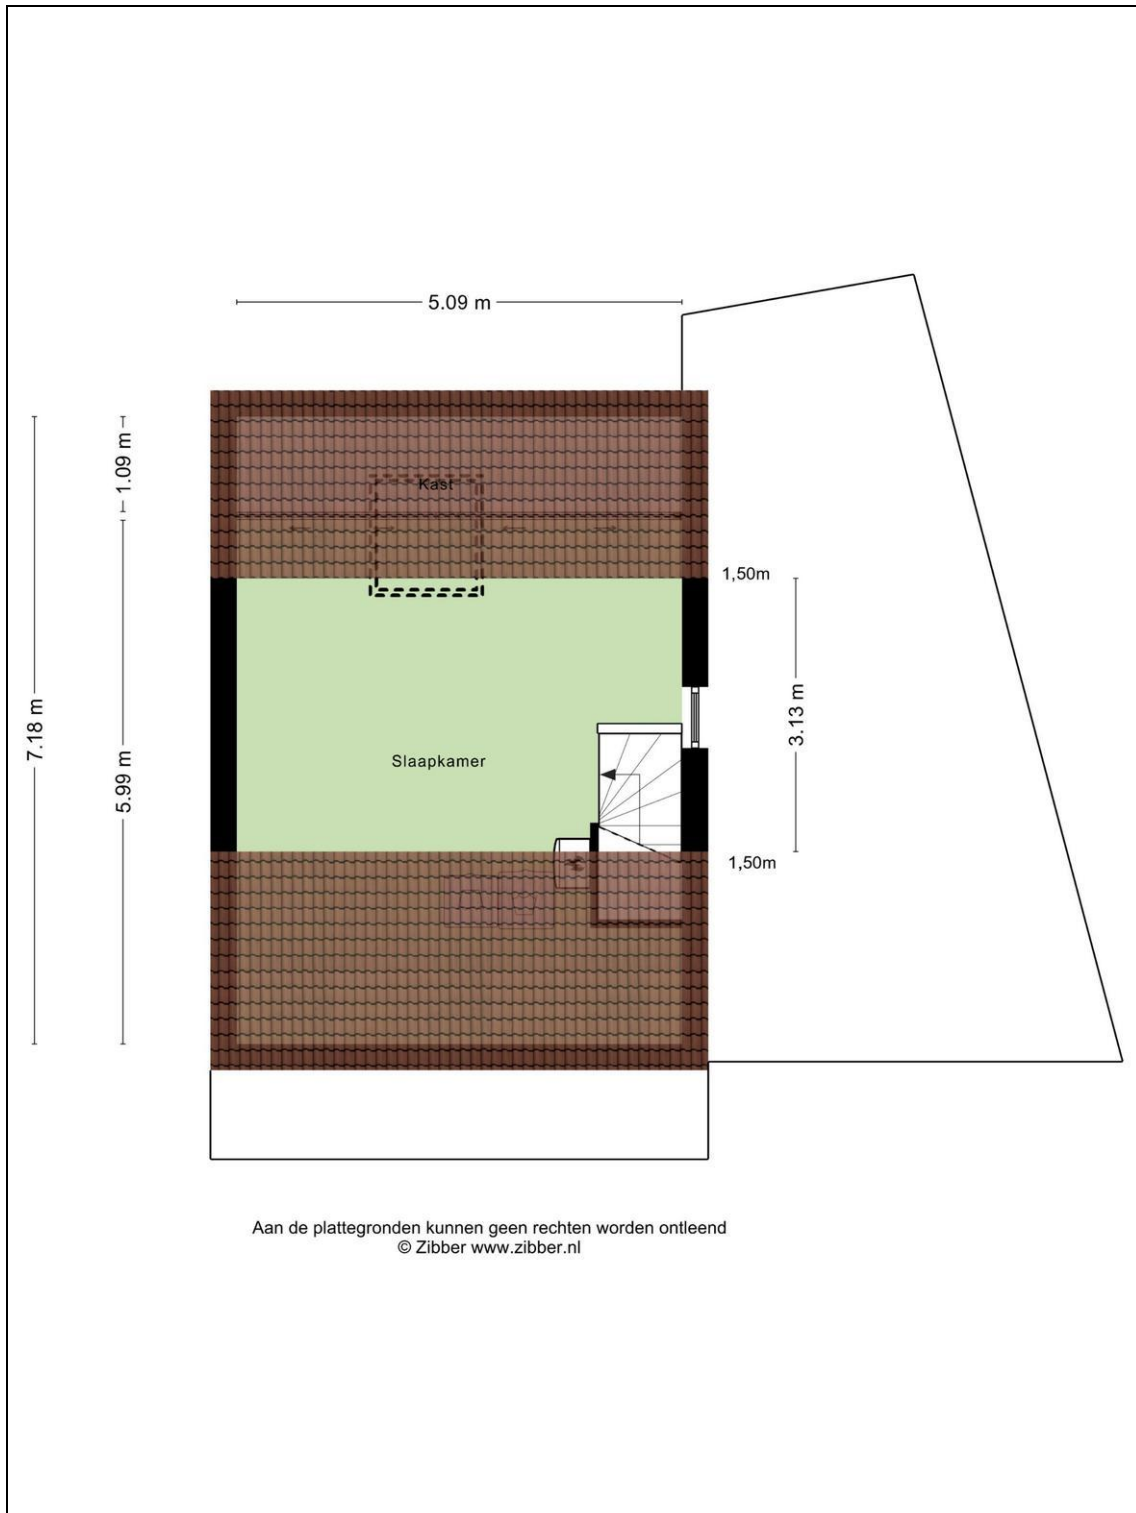 5.09 m
1.09 m
Kast
1,50m
7.18 m
5.99 m
3.13 m
Slaapkamer
1,50m
Aan de plattegronden kunnen geen rechten worden ontleend
© Zibber www.zibber.nl